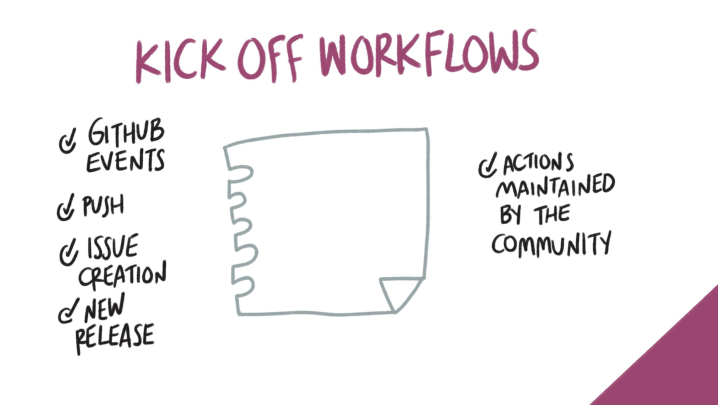 KICK OFF WORKFLOWS
GITHUB
EVENTS
PUSH
ISSUE
CREATION
NEW
RELEASE
ACTIONS
MAINTAINED
BY THE
COMMUNITY